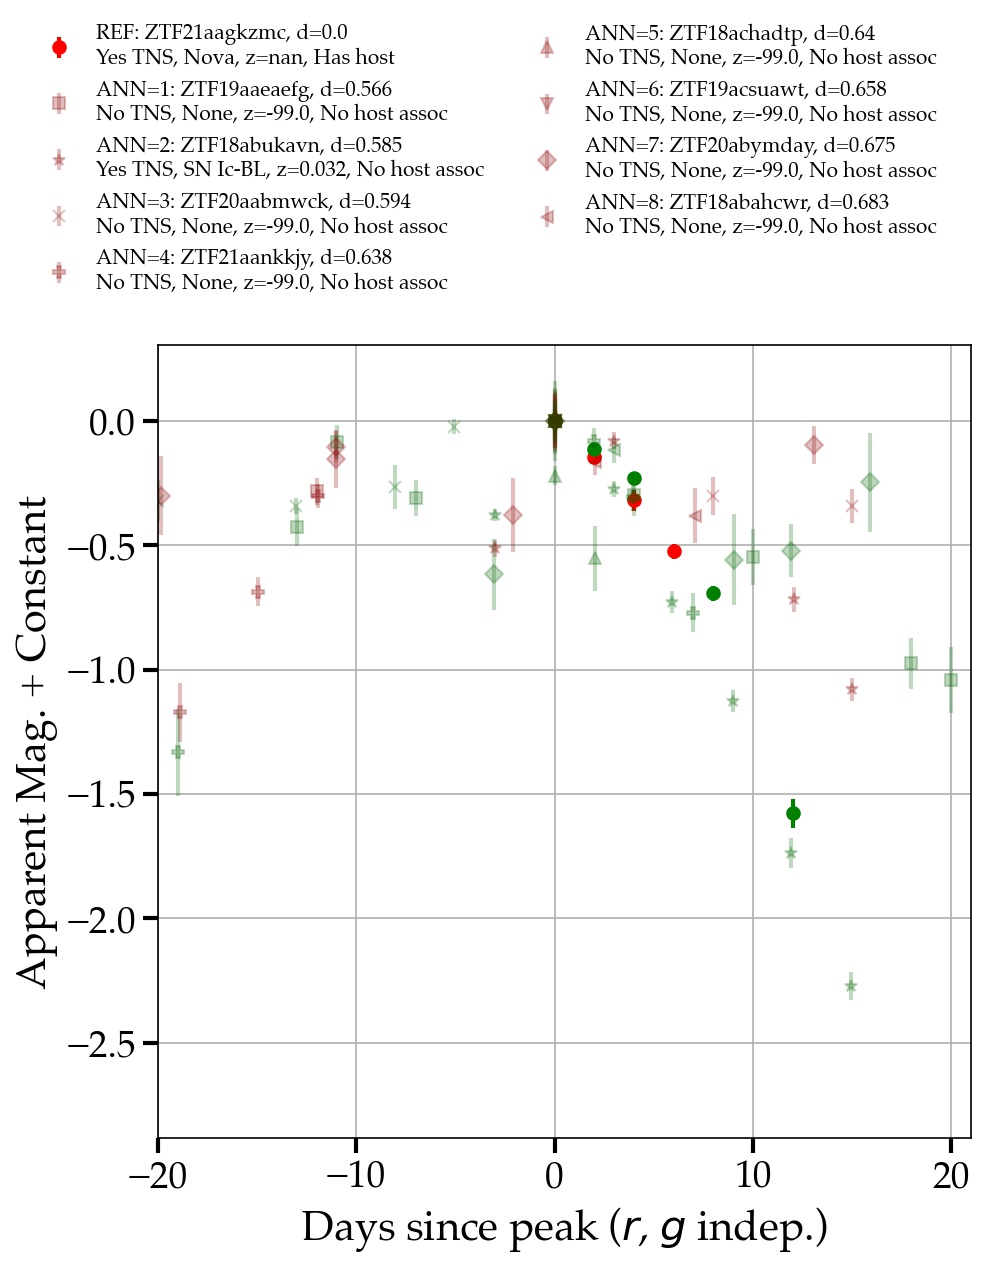 REF: ZTF21aagkzmc, d=0.0
Yes TNS, Nova, z=nan, Has host
ANN=1: ZTF19aaeaefg, d=0.566
No TNS, None, z=-99.0, No host assoc
ANN=2: ZTF18abukavn, d=0.585
Yes TNS, SN Ic-BL, z=0.032, No host assoc
ANN=3: ZTF20aabmwck, d=0.594
No TNS, None, z=-99.0, No host assoc
ANN=4: ZTF21aankkjy, d=0.638
No TNS, None, z=-99.0, No host assoc
ANN=5: ZTF18achadtp, d=0.64
No TNS, None, z=-99.0, No host assoc
ANN=6: ZTF19acsuawt, d=0.658
No TNS, None, z=-99.0, No host assoc
ANN=7: ZTF20abymday, d=0.675
No TNS, None, z=-99.0, No host assoc
ANN=8: ZTF18abahcwr, d=0.683
No TNS, None, z=-99.0, No host assoc
Apparent Mag. + Constant
0.0
−0.5
−1.0
−1.5
−2.0
−2.5
−20 −10 0 10 20
Days since peak (r, g indep.)